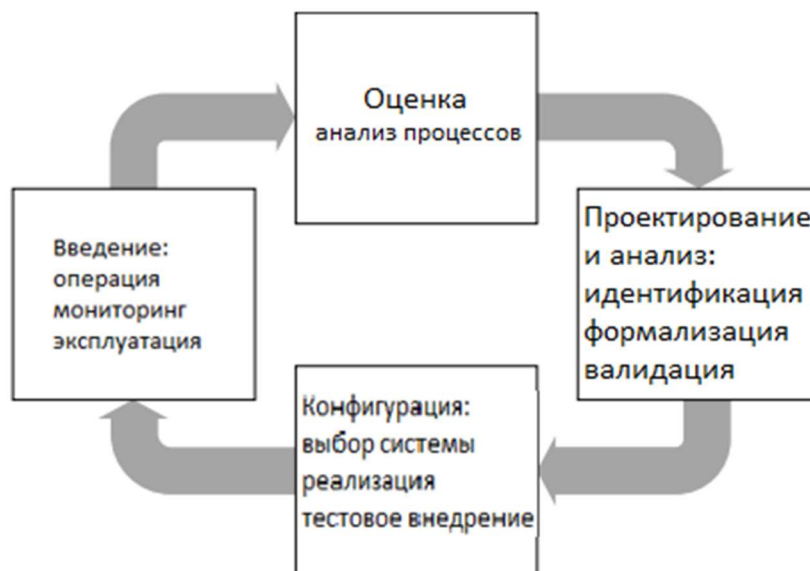 Оценка
анализ процессов
Проектирование
и анализ:
идентификация
формализация
валидация
Конфигурация:
выбор системы
реализация
тестовое внедрение
Введение:
операция
мониторинг
эксплуатация